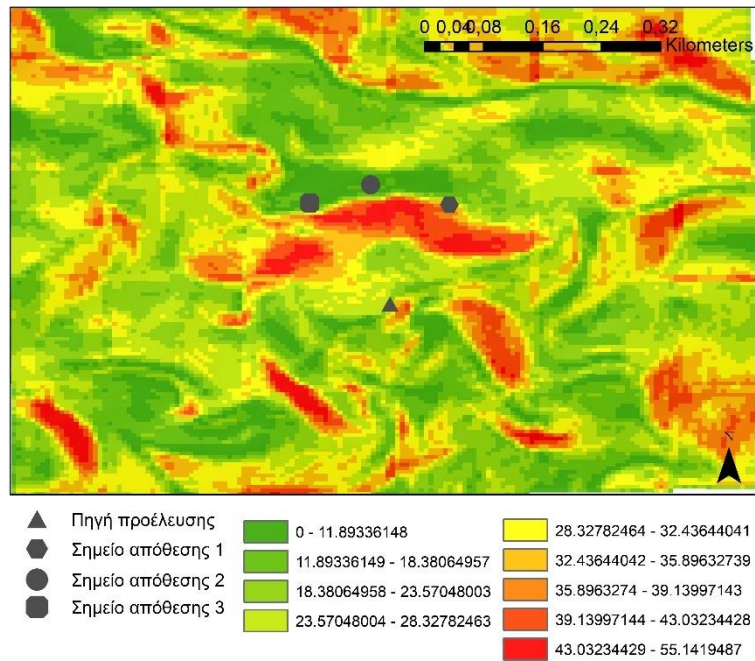 0 0,04 0,08 0,16 0,24 0,32
Kilometers
N
Πηγή προέλευσης
Σημείο απόθεσης 1
Σημείο απόθεσης 2
Σημείο απόθεσης 3
0 - 11.89336148
11.89336149 - 18.38064957
18.38064958 - 23.57048003
23.57048004 - 28.32782463
28.32782464 - 32.43644041
32.43644042 - 35.89632739
35.8963274 - 39.13997143
39.13997144 - 43.03234428
43.03234429 - 55.1419487